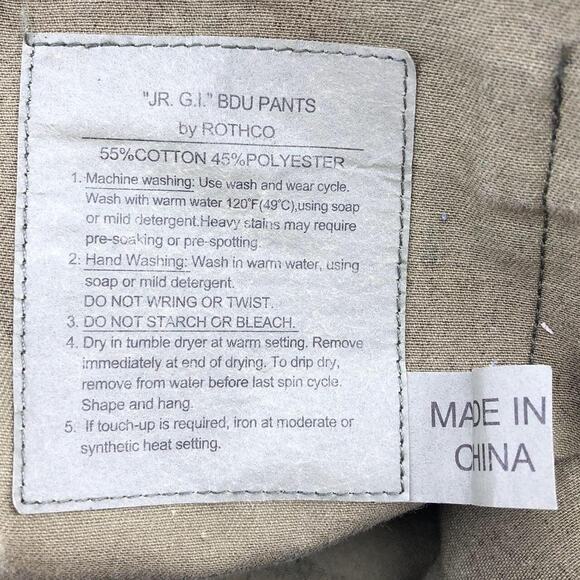 "JR. G.I." BDU PANTS
by ROTHCO
55%COTTON 45%POLYESTER
1. Machine washing: Use wash and wear cycle.
Wash with warm water 120°F(49°C),using soap
or mild detergent.Heavy stains may require
pre-soaking or pre-spotting.
2: Hand Washing: Wash in warm water, using
soap or mild detergent.
DO NOT WRING OR TWIST.
3. DO NOT STARCH OR BLEACH.
4. Dry in tumble dryer at warm setting. Remove
immediately at end of drying. To drip dry,
remove from water before last spin cycle.
Shape and hang.
5. If touch-up is required, iron at moderate or
synthetic heat setting.
MADE IN
CHINA